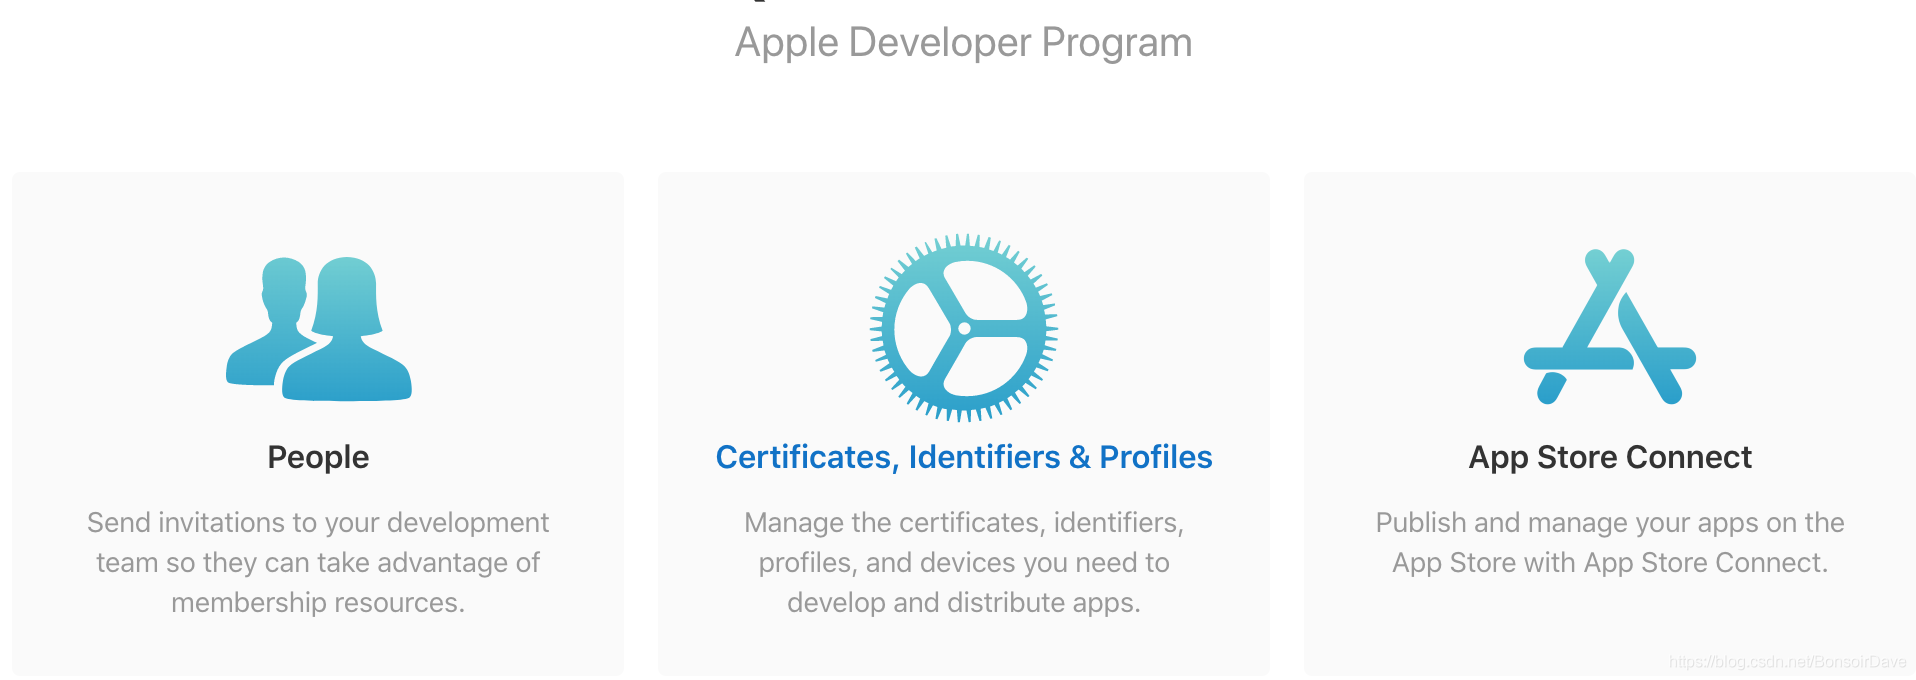 Apple Developer Program
People
Send invitations to your development
team so they can take advantage of
membership resources.
Certificates, Identifiers & Profiles
Manage the certificates, identifiers,
profiles, and devices you need to
develop and distribute apps.
App Store Connect
Publish and manage your apps on the
App Store with App Store Connect.
https://blog.csdn.net/BonsoirDave